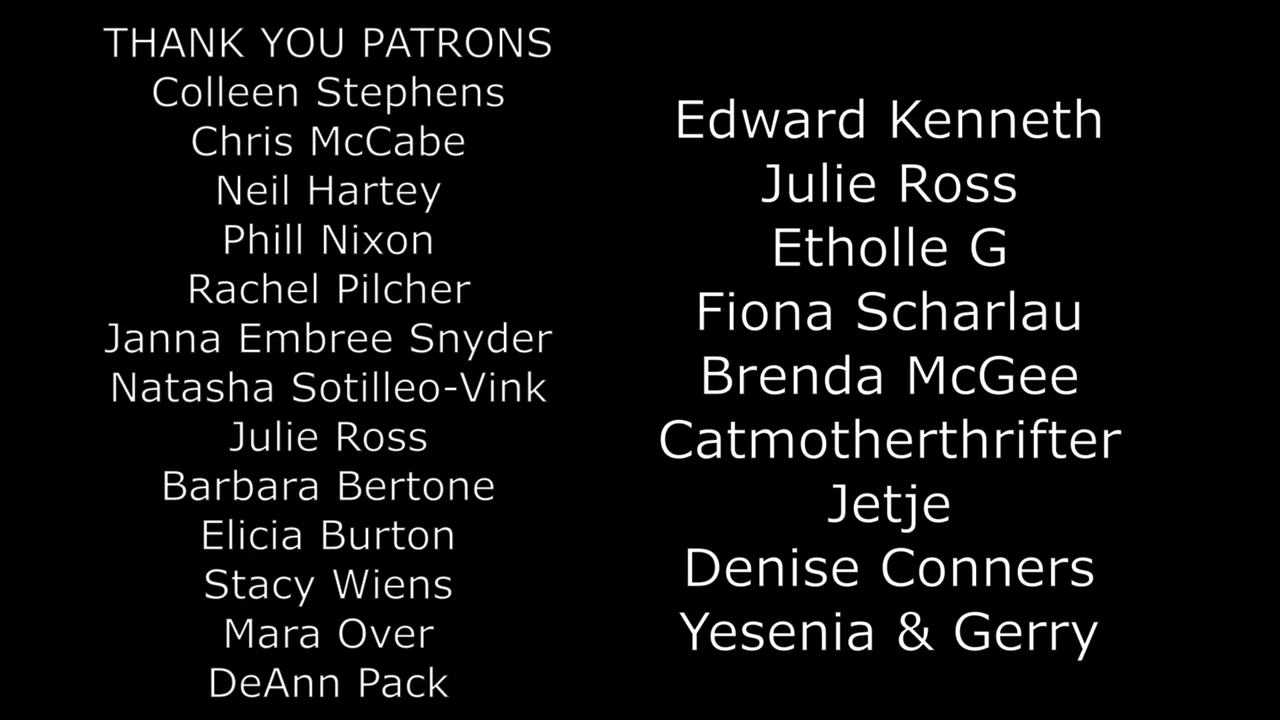 THANK YOU PATRONS
Colleen Stephens
Chris McCabe
Neil Hartey
Phill Nixon
Rachel Pilcher
Janna Embree Snyder
Natasha Sotilleo-Vink
Julie Ross
Barbara Bertone
Elicia Burton
Stacy Wiens
Mara Over
DeAnn Pack
Edward Kenneth
Julie Ross
Etholle G
Fiona Scharlau
Brenda McGee
Catmotherthrifter
Jetje
Denise Conners
Yesenia & Gerry